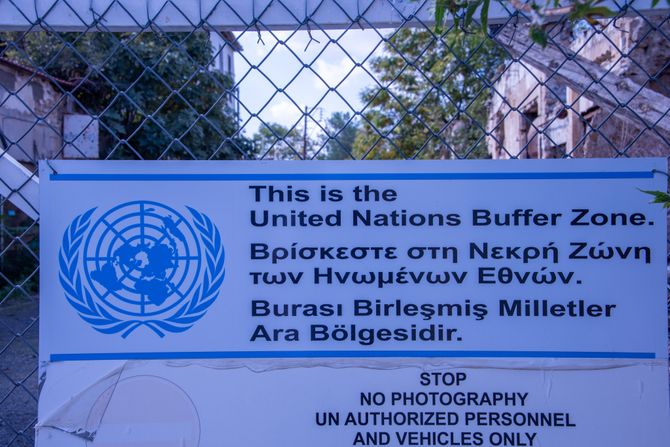 This is the
United Nations Buffer Zone.
Βρίσκεστε στη Νεκρή Ζώνη
των Ηνωμένων Εθνών.
Burası Birleşmiş Milletler
Ara Bölgesidir.
STOP
NO PHOTOGRAPHY
UN AUTHORIZED PERSONNEL
AND VEHICLES ONLY